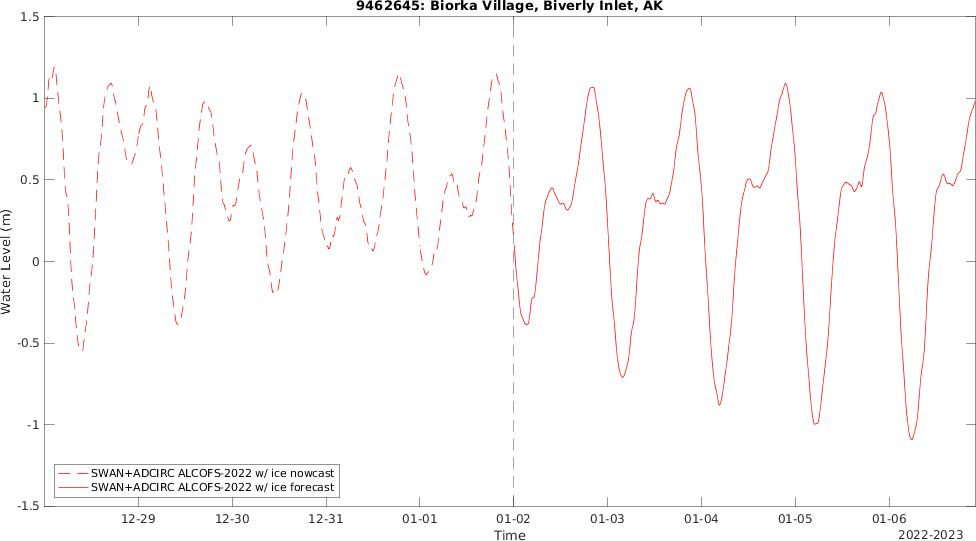 9462645: Biorka Village, Biverly Inlet, AK
Water Level (m)
1.5
1
0.5
0
-0.5
-1
-1.5
SWAN+ADCIRC ALCOFS-2022 w/ ice nowcast
SWAN+ADCIRC ALCOFS-2022 w/ ice forecast
12-29 12-30 12-31 01-01 01-02 01-03 01-04 01-05 01-06
Time
2022-2023